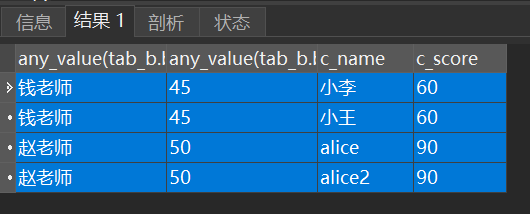 信息 结果 1 剖析 状态
any_value(tab_b.l any_value(tab_b.l c_name c_score
钱老师 45 小李 60
钱老师 45 小王 60
赵老师 50 alice 90
赵老师 50 alice2 90